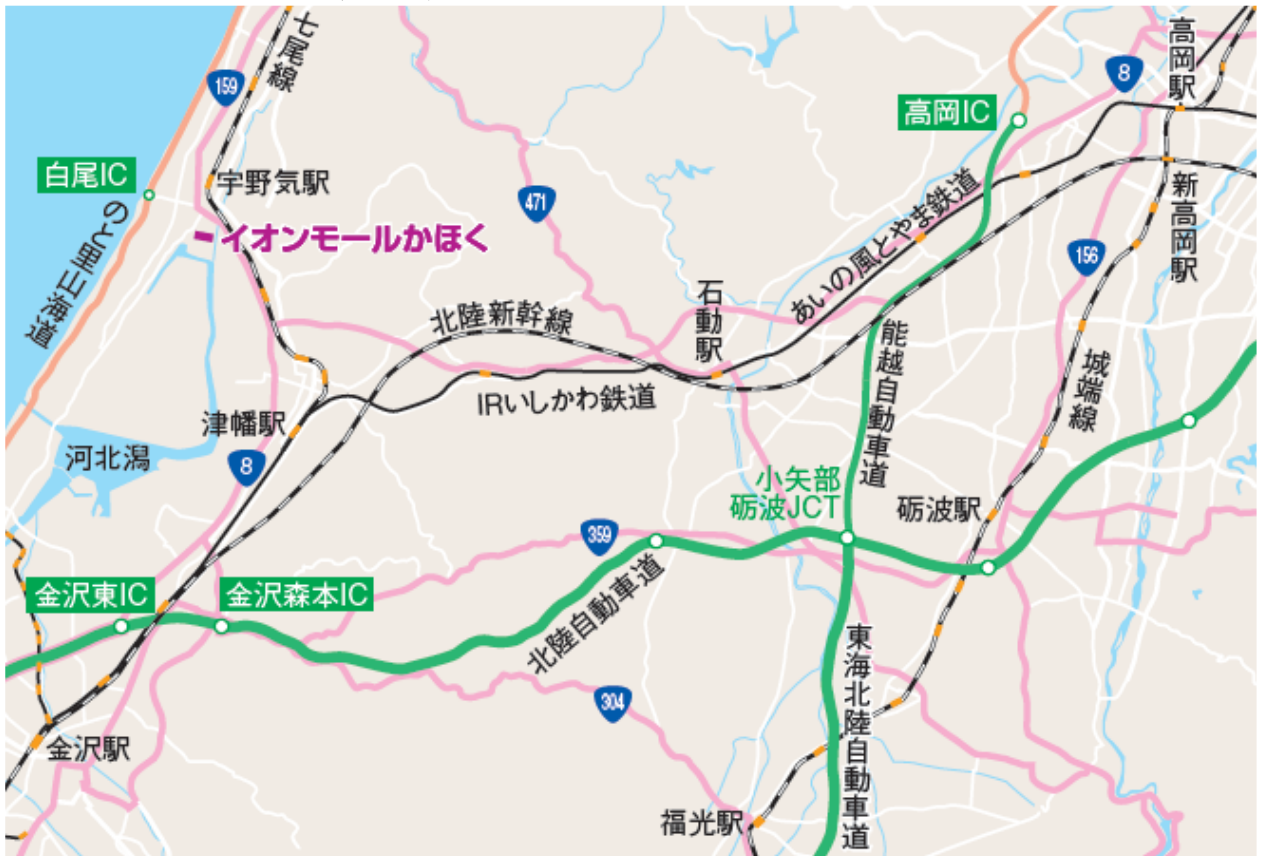 七尾線
159
8
高岡駅
高岡IC
白尾IC
宇野気駅
471
新高岡駅
のと里山海道
イオンモールかほく
あいの風とやま鉄道
156
石動駅
北陸新幹線
能越自動車道
城端線
IRいしかわ鉄道
津幡駅
河北潟
8
小矢部
砺波JCT
砺波駅
359
金沢東IC
金沢森本IC
北陸自動車道
東海北陸自動車道
304
金沢駅
福光駅